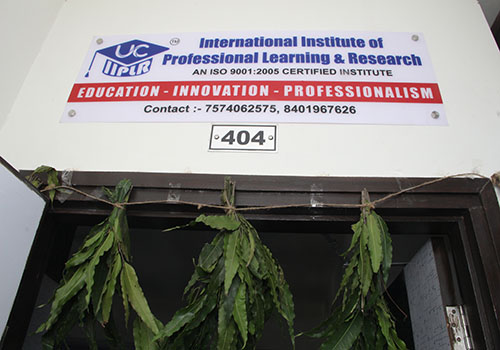 UC
IIPLR
TM
International Institute of
Professional Learning & Research
AN ISO 9001:2005 CERTIFIED INSTITUTE
EDUCATION - INNOVATION - PROFESSIONALISM
Contact :- 7574062575, 8401967626
404